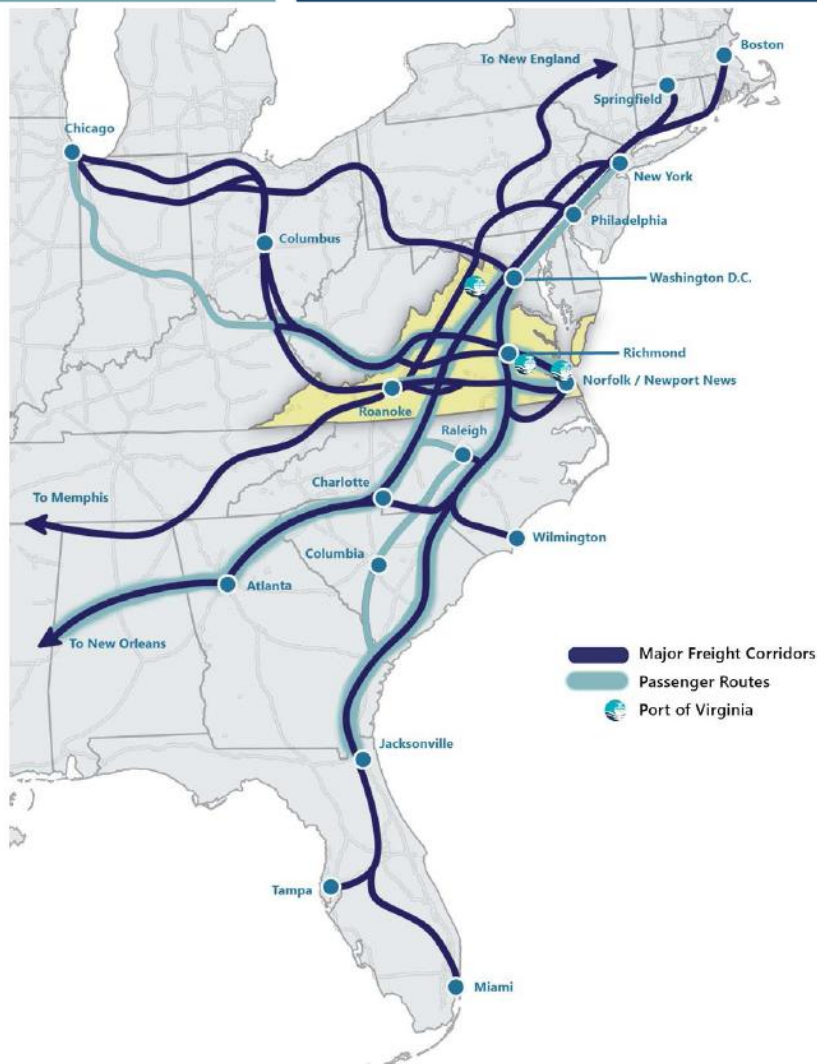 Boston
To New England
Springfield
Chicago
New York
Philadelphia
Columbus
Washington D.C.
Richmond
Norfolk / Newport News
Roanoke
Raleigh
Charlotte
To Memphis
Wilmington
Columbia
Atlanta
To New Orleans
Major Freight Corridors
Passenger Routes
Port of Virginia
Jacksonville
Tampa
Miami